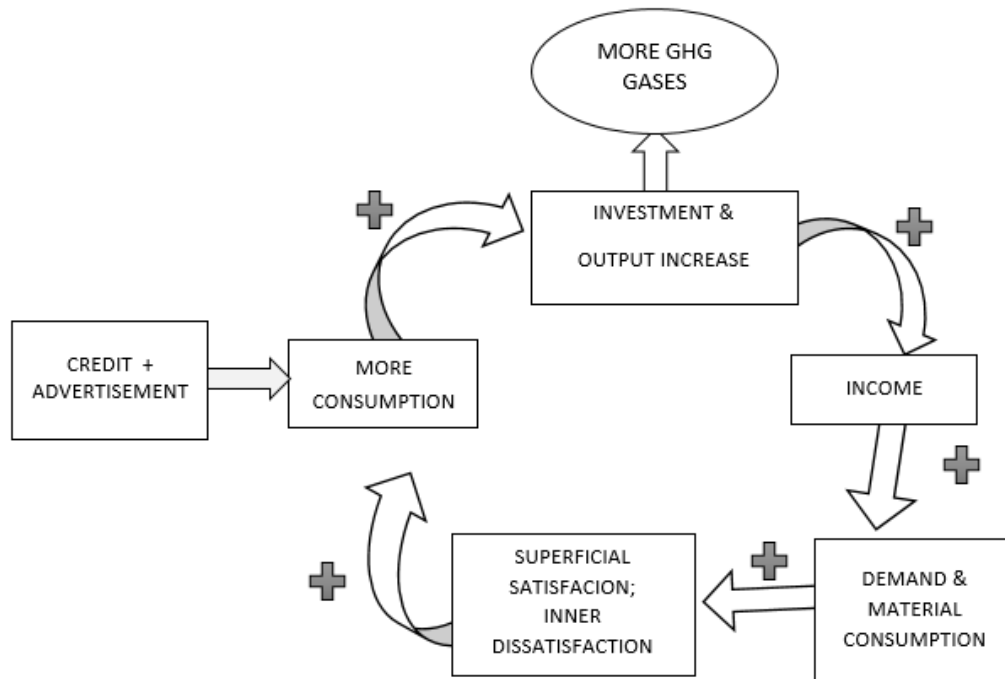 MORE GHG
GASES
INVESTMENT &
OUTPUT INCREASE
CREDIT +
ADVERTISEMENT
MORE
CONSUMPTION
INCOME
SUPERFICIAL
SATISFACION;
INNER
DISSATISFACTION
DEMAND &
MATERIAL
CONSUMPTION